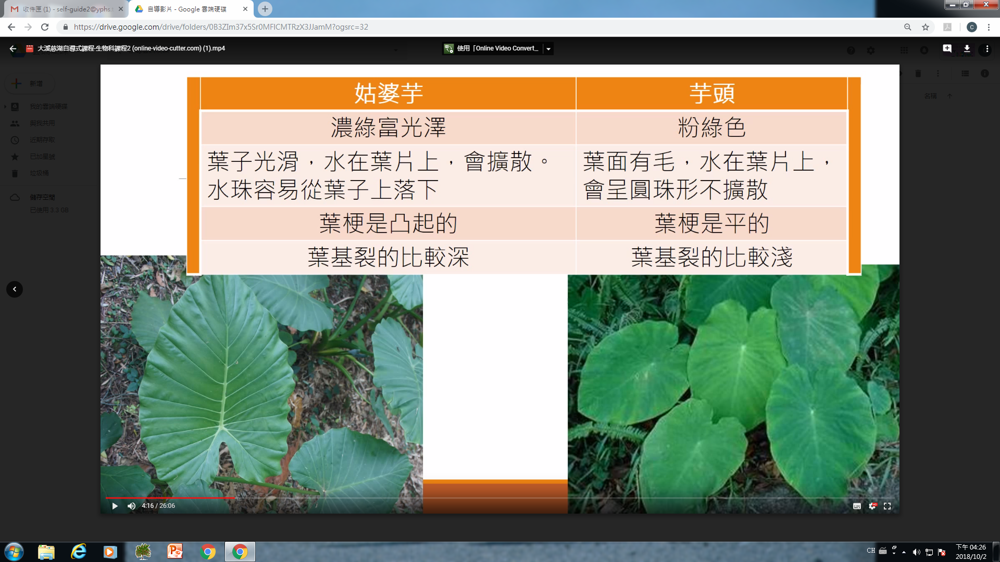 收件匣 (1) - self-guide2@yphs.t
自導影片 - Google 雲端硬碟
https://drive.google.com/drive/folders/0B3ZIm37x5Sr0MFlCMTRzX3JJamM?ogsrc=32
C
大溪慈湖自導式課程-生物科課程2 (online-video-cutter.com) (1).mp4
使用「Online Video Convert...
新增
我的雲端硬碟
與我共用
近期存取
已加星號
垃圾桶
儲存空間
已使用 3.3 GB
名稱
姑婆芋
芋頭
濃綠富光澤
粉綠色
葉子光滑，水在葉片上，會擴散。
水珠容易從葉子上落下
葉面有毛，水在葉片上，
會呈圓珠形不擴散
葉梗是凸起的
葉梗是平的
葉基裂的比較深
葉基裂的比較淺
4:16 / 26:06
HD
CH
下午 04:26
2018/10/2